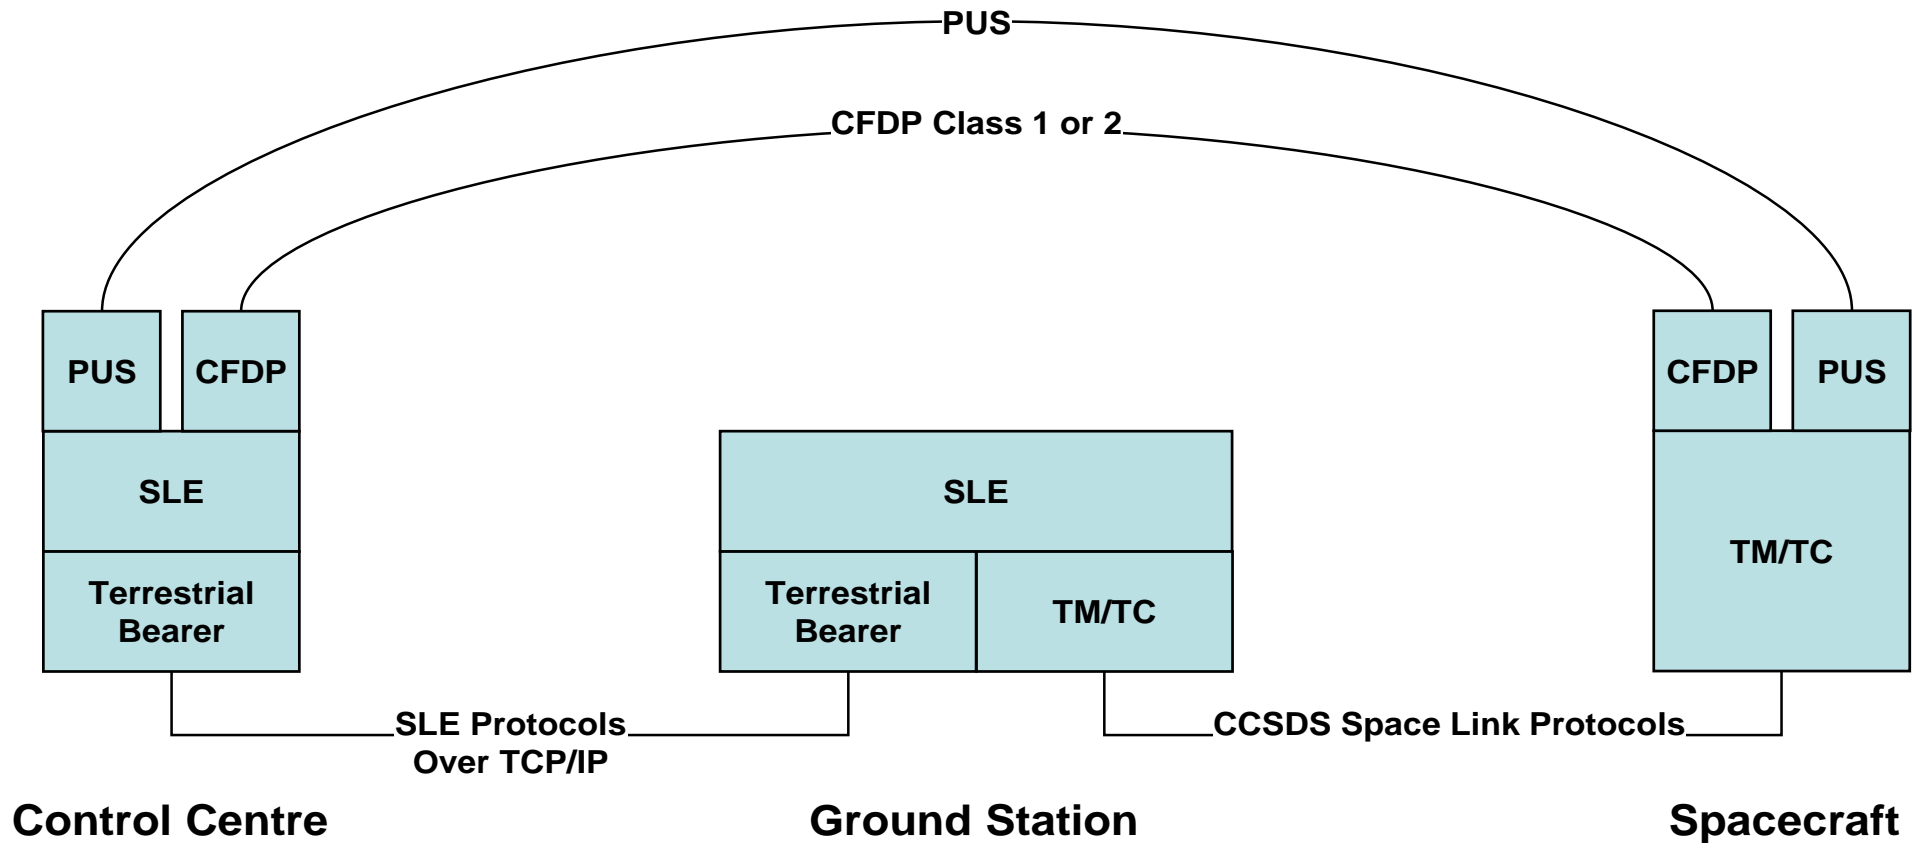 PUS
CFDP Class 1 or 2
PUS
CFDP
CFDP
PUS
SLE
SLE
TM/TC
Terrestrial
Bearer
Terrestrial
Bearer
TM/TC
SLE Protocols
Over TCP/IP
CCSDS Space Link Protocols
Control Centre
Ground Station
Spacecraft